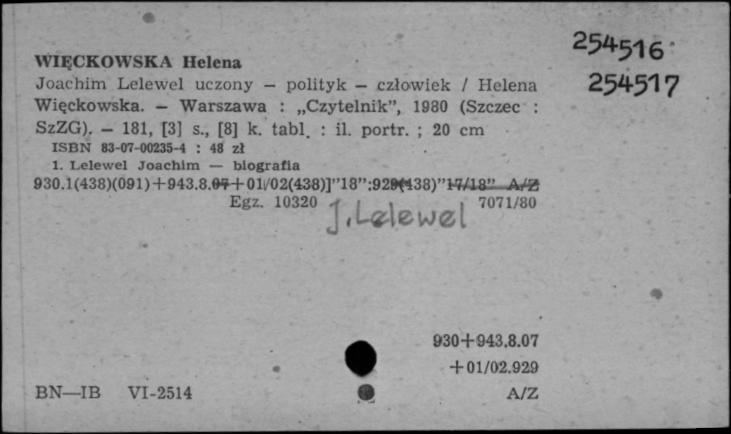 254516
WIĘCKOWSKA Helena
Joachim Lelewel uczony — polityk — człowiek / Helena
254517
Więckowska. — Warszawa : „Czytelnik”, 1980 (Szczec :
SzZG). — 181, [3] s., [8] k. tabl. : il. portr. ; 20 cm
ISBN 83-07-00235-4 : 48 zł
1. Lelewel Joachim — biografia
930.1(438)(091)+943.8.07+01/02(438)]"18":929(438)"17/18" A/Z
Egz. 10320 7071/80
J. Lelewel
930+943.8.07
+01/02.929
BN—IB VI-2514 A/Z